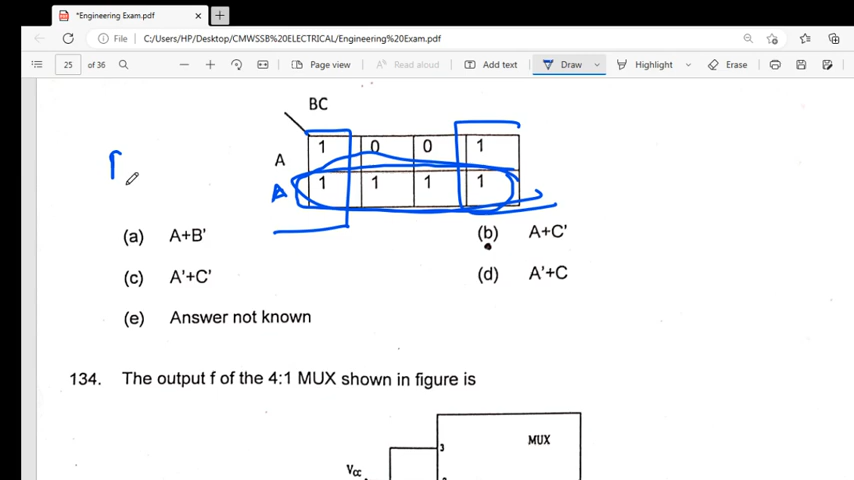 *Engineering Exam.pdf
File
C:/Users/HP/Desktop/CMWSSB%20ELECTRICAL/Engineering%20Exam.pdf
25 of 36
Page view
Read aloud
Add text
Draw
Highlight
Erase
BC
1 0 0 1
A
1 1 1 1
A
(a) A+B'
(b) A+C'
(c) A'+C'
(d) A'+C
(e) Answer not known
134. The output f of the 4:1 MUX shown in figure is
MUX
3
Vcc